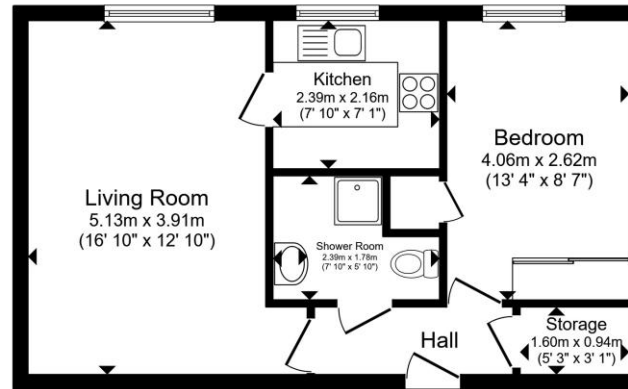 Kitchen
2.39m x 2.16m
(7' 10" x 7' 1")
Bedroom
4.06m x 2.62m
(13' 4" x 8' 7")
Living Room
5.13m x 3.91m
(16' 10" x 12' 10")
Shower Room
2.39m x 1.78m
(7' 10" x 5' 10")
Hall
Storage
1.60m x 0.94m
(5' 3" x 3' 1")